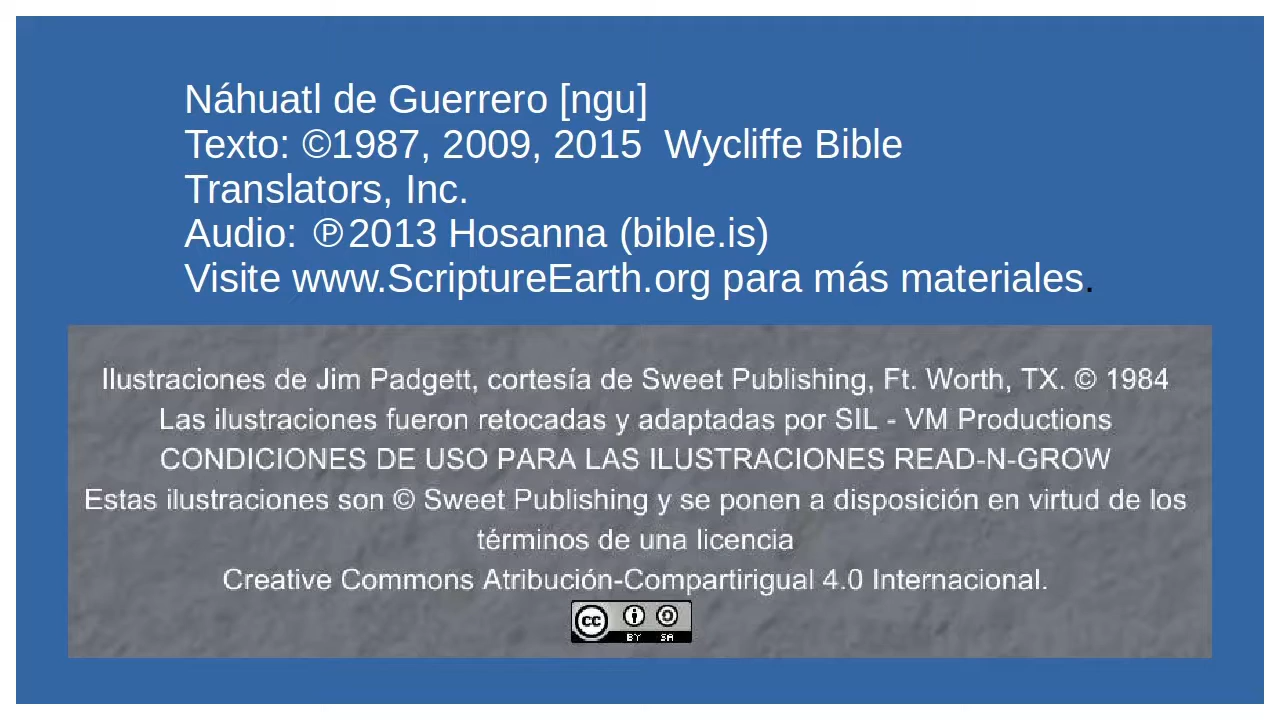 Náhuatl de Guerrero [ngu]
Texto: ©1987, 2009, 2015  Wycliffe Bible
Translators, Inc.
Audio: ℗2013 Hosanna (bible.is)
Visite www.ScriptureEarth.org para más materiales.
Ilustraciones de Jim Padgett, cortesía de Sweet Publishing, Ft. Worth, TX. © 1984
Las ilustraciones fueron retocadas y adaptadas por SIL - VM Productions
CONDICIONES DE USO PARA LAS ILUSTRACIONES READ-N-GROW
Estas ilustraciones son © Sweet Publishing y se ponen a disposición en virtud de los
términos de una licencia
Creative Commons Atribución-Compartirigual 4.0 Internacional.
cc BY SA